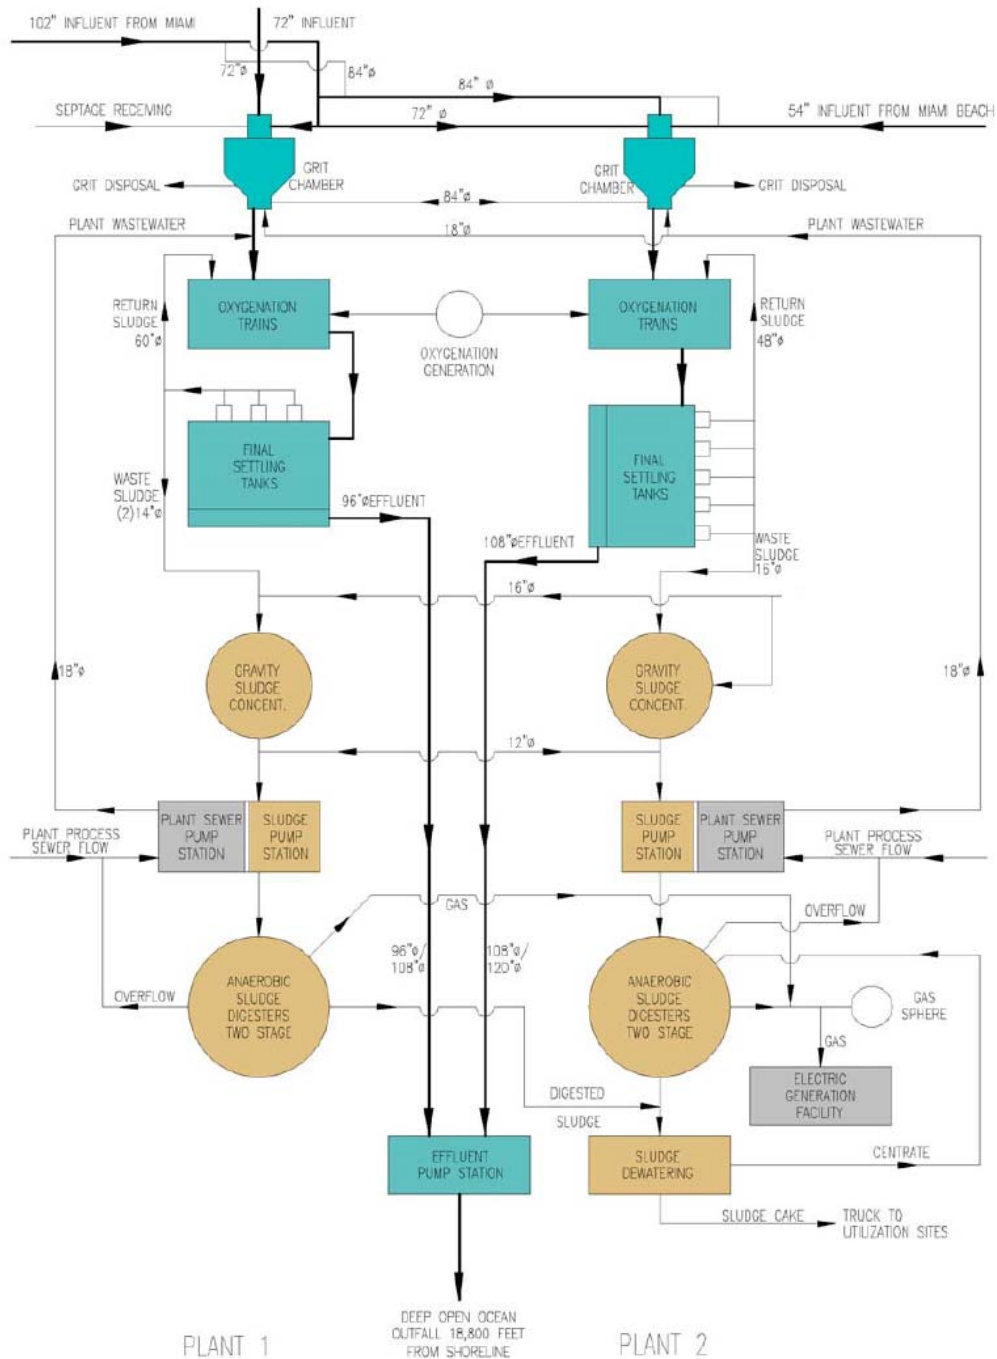 102" INFLUENT FROM MIAMI
72" INFLUENT
72"ø
84"ø
84" ø
SEPTAGE RECEIVING
72" ø
54" INFLUENT FROM MIAMI BEACH
GRIT
CHAMBER
GRIT
CHAMBER
GRIT DISPOSAL
GRIT DISPOSAL
84"ø
PLANT WASTEWATER
18"ø
PLANT WASTEWATER
RETURN
SLUDGE
60"ø
OXYGENATION
TRAINS
OXYGENATION
GENERATION
OXYGENATION
TRAINS
RETURN
SLUDGE
48"ø
FINAL
SETTLING
TANKS
FINAL
SETTLING
TANKS
WASTE
SLUDGE
(2)14"ø
96"øEFFLUENT
108"øEFFLUENT
WASTE
SLUDGE
16"ø
16"ø
GRAVITY
SLUDGE
CONCENT.
GRAVITY
SLUDGE
CONCENT.
18"ø
18"ø
12"ø
PLANT SEWER
PUMP
STATION
SLUDGE
PUMP
STATION
SLUDGE
PUMP
STATION
PLANT SEWER
PUMP
STATION
PLANT PROCESS
SEWER FLOW
PLANT PROCESS
SEWER FLOW
GAS
OVERFLOW
96"ø/
108"ø
108"ø/
120"ø
OVERFLOW
ANAEROBIC
SLUDGE
DIGESTERS
TWO STAGE
ANAEROBIC
SLUDGE
DIGESTERS
TWO STAGE
GAS
SPHERE
GAS
ELECTRIC
GENERATION
FACILITY
DIGESTED
SLUDGE
EFFLUENT
PUMP STATION
SLUDGE
DEWATERING
CENTRATE
SLUDGE CAKE
TRUCK TO
UTILIZATION SITES
DEEP OPEN OCEAN
OUTFALL 18,800 FEET
FROM SHORELINE
PLANT 1
PLANT 2